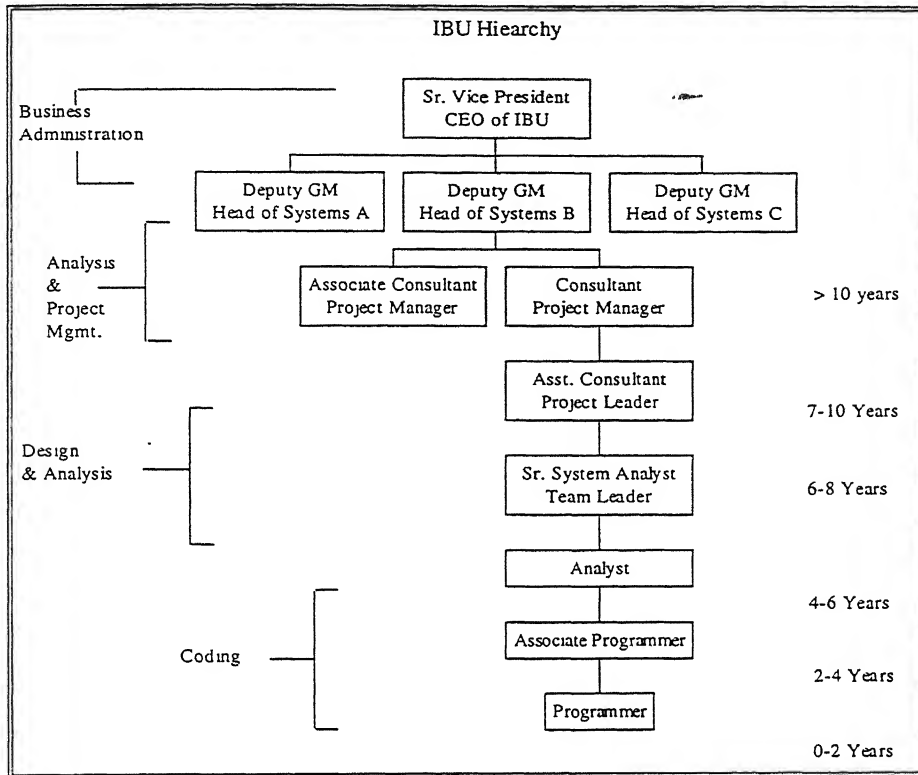 IBU Hiearchy
Sr. Vice President
CEO of IBU
Business
Administration
Deputy GM
Head of Systems A
Deputy GM
Head of Systems B
Deputy GM
Head of Systems C
Analysis
&
Project
Mgmt.
Associate Consultant
Project Manager
Consultant
Project Manager
> 10 years
Asst. Consultant
Project Leader
7-10 Years
Design
& Analysis
Sr. System Analyst
Team Leader
6-8 Years
Analyst
4-6 Years
Coding
Associate Programmer
2-4 Years
Programmer
0-2 Years